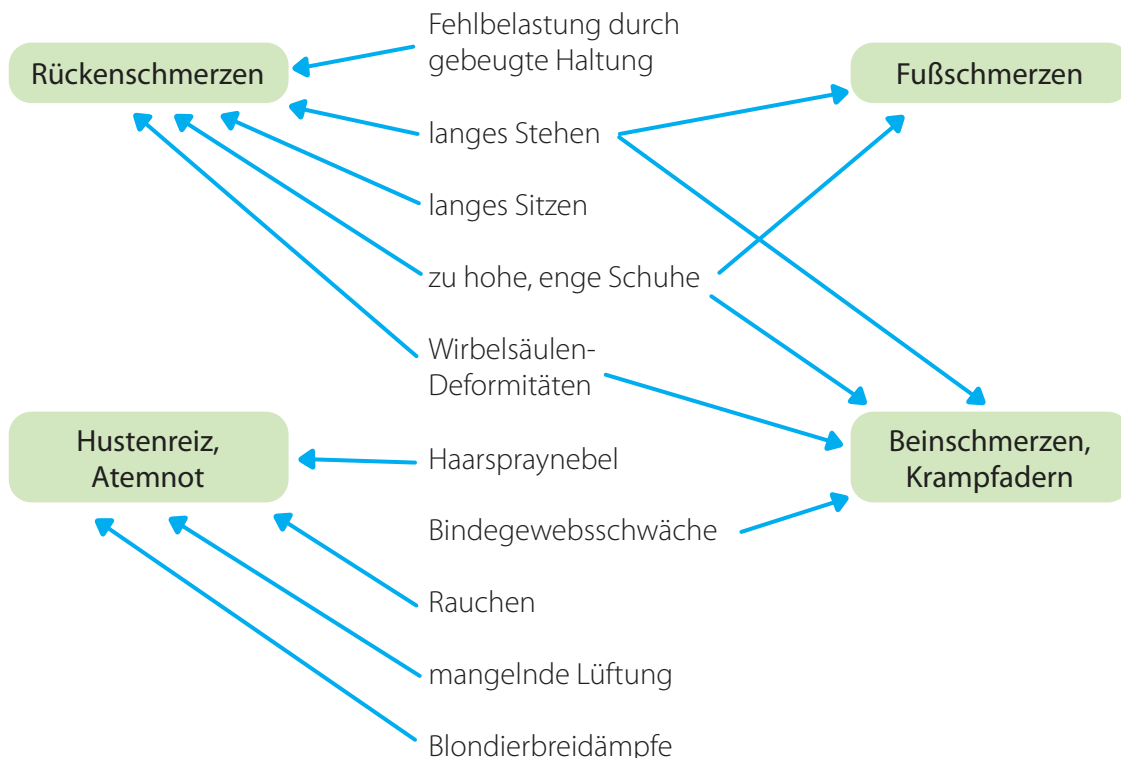 Fehlbelastung durch
gebeugte Haltung
Rückenschmerzen
Fußschmerzen
langes Stehen
langes Sitzen
zu hohe, enge Schuhe
Wirbelsäulen-
Deformitäten
Hustenreiz,
Atemnot
Beinschmerzen,
Krampfadern
Haarspraynebel
Bindegewebsschwäche
Rauchen
mangelnde Lüftung
Blondierbreidämpfe